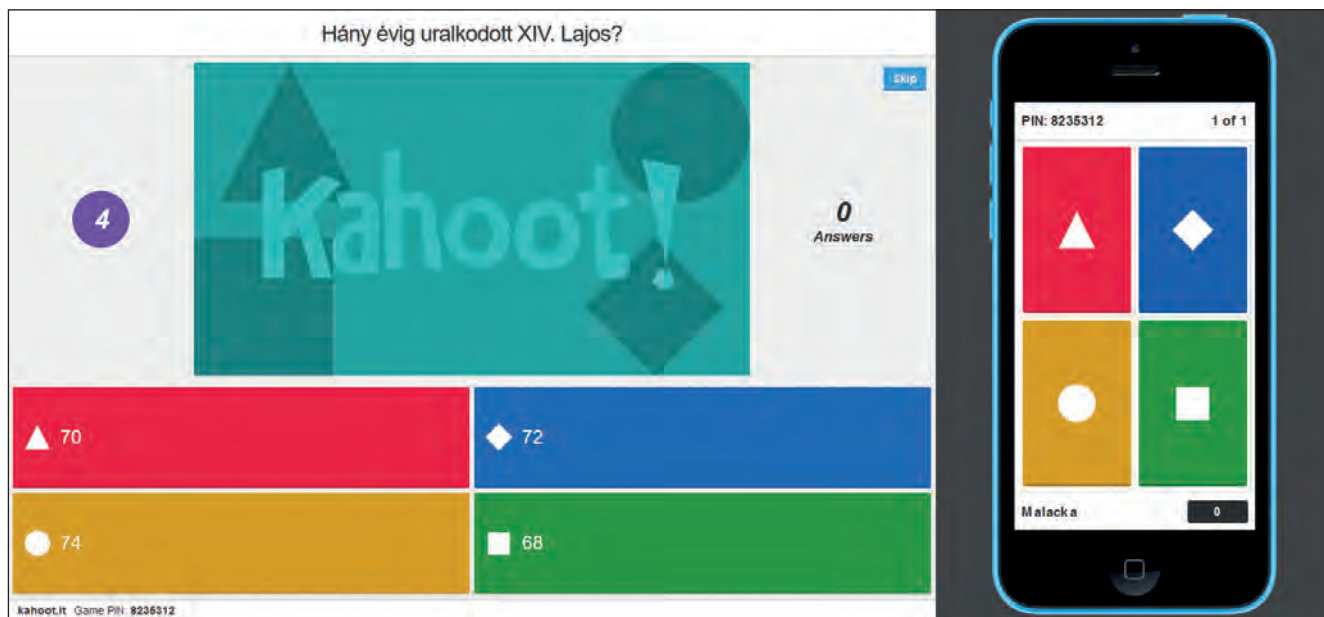 Hány évig uralkodott XIV. Lajos?
Skip
4
Kahoot!
0
Answers
70
72
74
68
kahoot.it Game PIN: 8235312
PIN: 8235312 1 of 1
Malacka 0